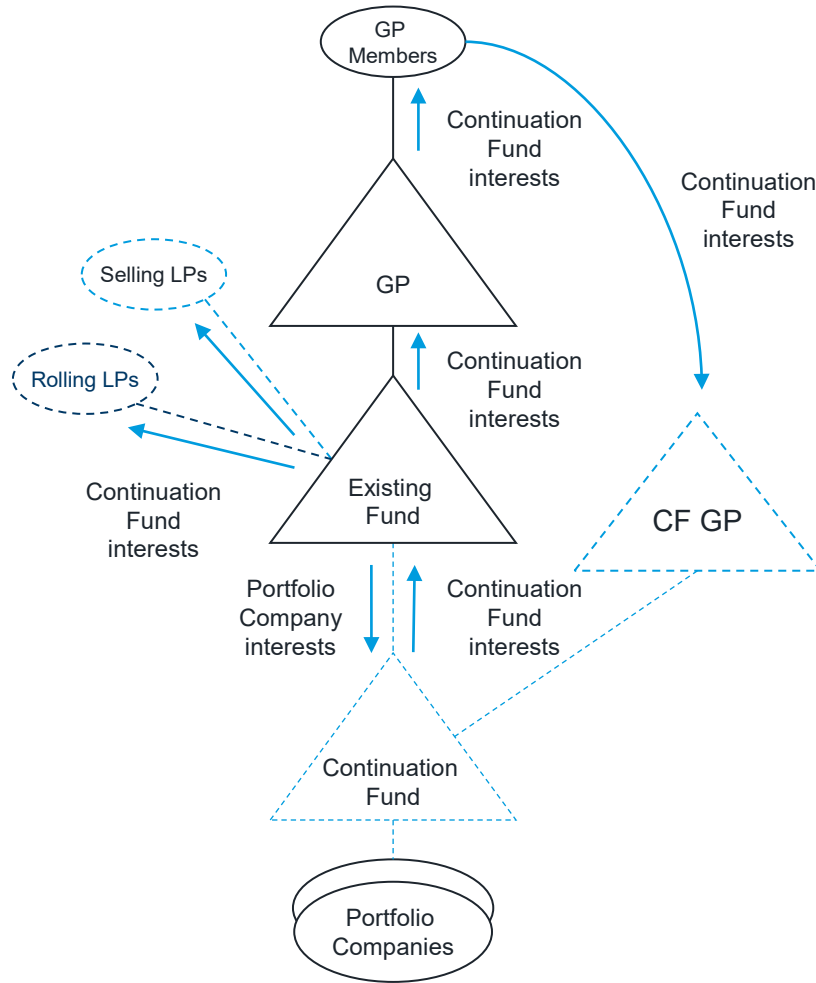 GP
Members
Continuation
Fund
interests
Continuation
Fund
interests
Selling LPs
GP
Rolling LPs
Continuation
Fund
interests
Continuation
Fund
interests
Existing
Fund
CF GP
Portfolio
Company
interests
Continuation
Fund
interests
Continuation
Fund
Portfolio
Companies